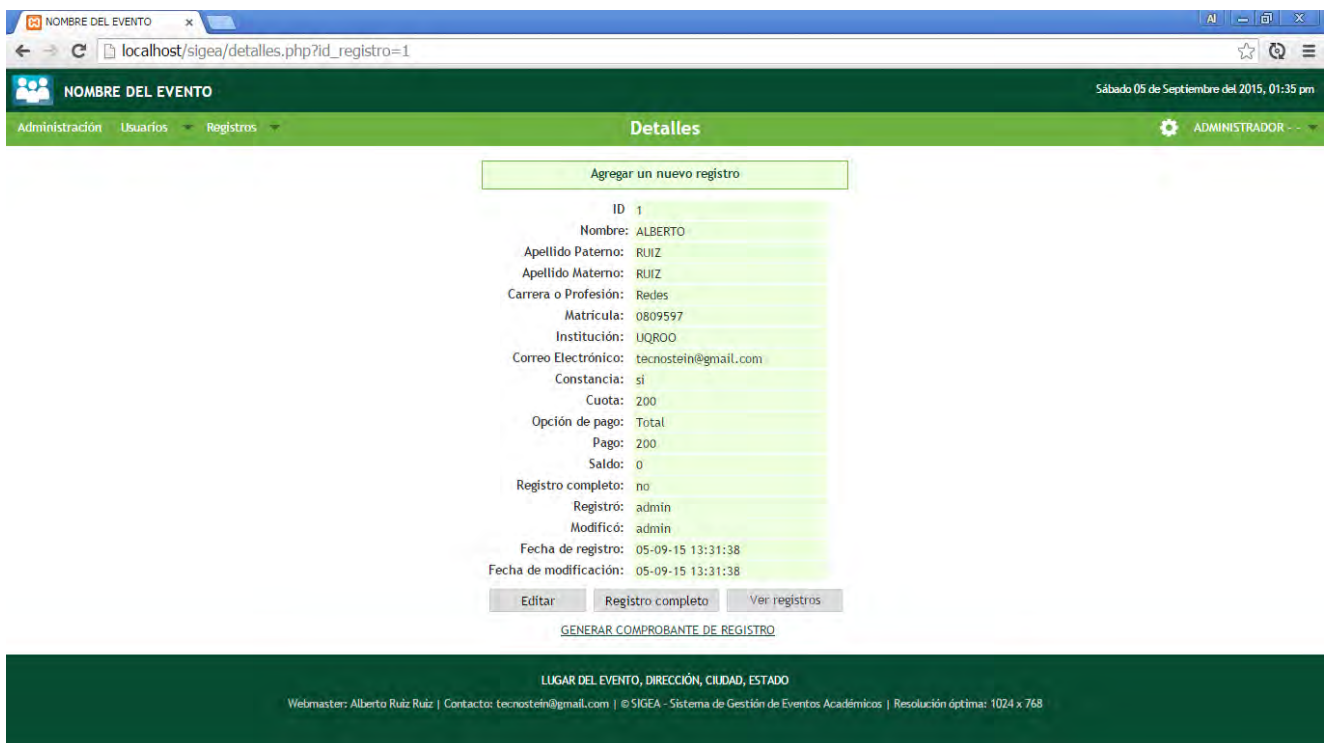 NOMBRE DEL EVENTO x
AI
localhost/sigea/detalles.php?id_registro=1
NOMBRE DEL EVENTO
Sábado 05 de Septiembre del 2015, 01:35 pm
Administración Usuarios Registros Detalles ADMINISTRADOR - -
Agregar un nuevo registro
ID 1
Nombre: ALBERTO
Apellido Paterno: RUIZ
Apellido Materno: RUIZ
Carrera o Profesión: Redes
Matrícula: 0809597
Institución: UQROO
Correo Electrónico: tecnostein@gmail.com
Constancia: si
Cuota: 200
Opción de pago: Total
Pago: 200
Saldo: 0
Registro completo: no
Registró: admin
Modificó: admin
Fecha de registro: 05-09-15 13:31:38
Fecha de modificación: 05-09-15 13:31:38
Editar Registro completo Ver registros
GENERAR COMPROBANTE DE REGISTRO
LUGAR DEL EVENTO, DIRECCIÓN, CIUDAD, ESTADO
Webmaster: Alberto Ruiz Ruiz | Contacto: tecnostein@gmail.com | © SIGEA - Sistema de Gestión de Eventos Académicos | Resolución óptima: 1024 x 768